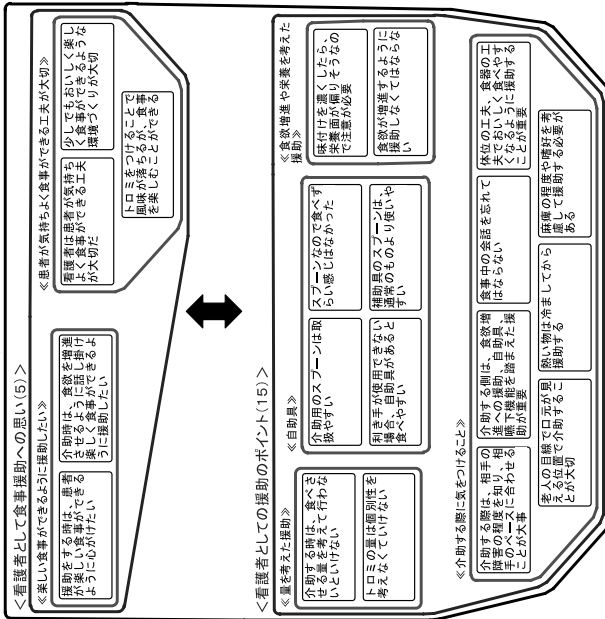 ＜看護者として食事援助への思い(5)＞
≪楽しい食事ができるように援助したい≫
援助をする時は、患者
が楽しい食事ができる
ように心がけたい
介助時は、食欲を増進
させるように話し掛け
楽しく食事ができるよ
うに援助したい
≪患者が気持ちよく食事ができる工夫が大切≫
看護者は患者が気持ち
よく食事ができる工夫
が大切だ
少しでもおいしく楽し
く食事ができるような
環境づくりが大切
トロミをつけることで
風味が落ちるが、食事
を楽しむことができる
＜看護者としての援助のポイント(15)＞
≪量を考えた援助≫
介助する時は、食べさ
せる量を考えて行わな
いといけない
トロミの量は個別性を
考えなくていけない
≪自助具≫
介助用のスプーンは取
扱やすい
スプーンなので食べず
らい感じはなかった
利き手が使用できない
場合、自助具があると
食べやすい
補助具のスプーンは、
通常のものより使いや
すい
≪食欲増進や栄養を考えた
援助≫
味付けを濃くしたら、
栄養面が偏りそうなの
で注意が必要
食欲が増進するように
援助しなくてはならな
い
≪介助する際に気をつけること≫
介助する際は、相手の
障害の程度を知り、相
手のペースに合わせる
ことが大事
介助する側は、食欲増
進への援助、自助具、
嚥下機能を踏まえた援
助が重要
食事中の会話を忘れて
はならない
体位の工夫、食器の工
夫でおいしく食べやす
くなるように援助する
ことが重要
老人の目線で口元が見
える位置で介助するこ
とが大切
熱い物は冷ましてから
援助する
麻痺の程度や嗜好を考
慮して援助する必要が
ある